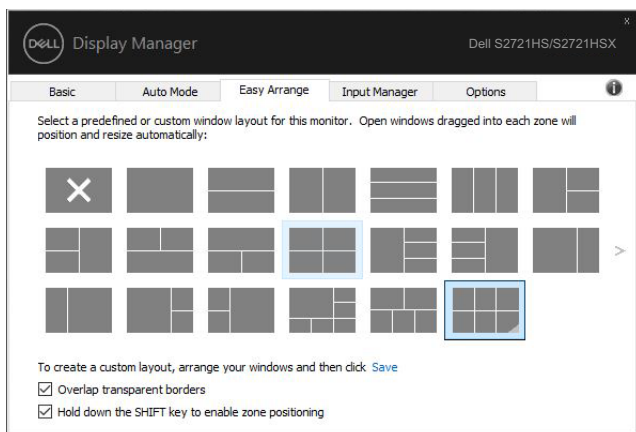 DELL Display Manager Dell S2721HS/S2721HSX
Basic Auto Mode Easy Arrange Input Manager Options
Select a predefined or custom window layout for this monitor. Open windows dragged into each zone will
position and resize automatically:
To create a custom layout, arrange your windows and then click Save
Overlap transparent borders
Hold down the SHIFT key to enable zone positioning